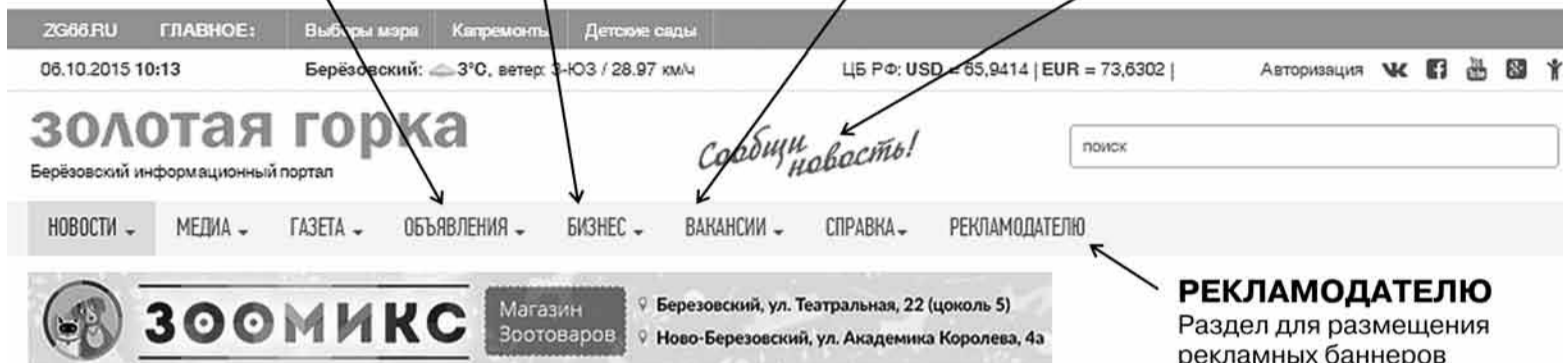 ZG66.RU ГЛАВНОЕ: Выборы мэра Капремонты Детские сады
06.10.2015 10:13 Берёзовский: 3°C, ветер: З-ЮЗ / 28.97 км/ч ЦБ РФ: USD = 65,9414 | EUR = 73,6302 | Авторизация
золотая горка
Берёзовский информационный портал
Сообщи новость!
поиск
НОВОСТИ МЕДИА ГАЗЕТА ОБЪЯВЛЕНИЯ БИЗНЕС ВАКАНСИИ СПРАВКА РЕКЛАМОДАТЕЛЮ
ЗООМИКС
Магазин
Зоотоваров
Березовский, ул. Театральная, 22 (цоколь 5)
Ново-Березовский, ул. Академика Королева, 4а
РЕКЛАМОДАТЕЛЮ
Раздел для размещения
рекламных баннеров